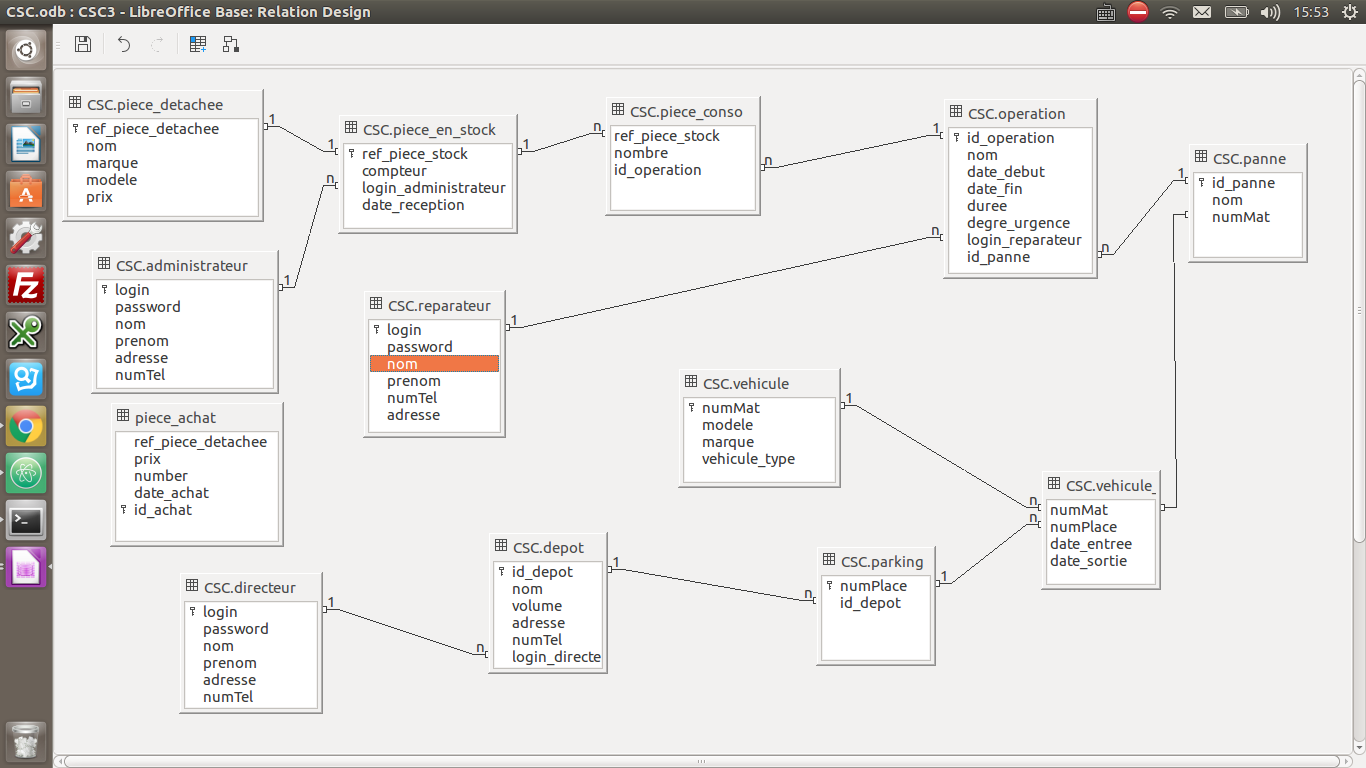 CSC.odb : CSC3 - LibreOffice Base: Relation Design
15:53
CSC.piece_detachee
ref_piece_detachee
nom
marque
modele
prix
1
1
CSC.piece_en_stock
ref_piece_stock
compteur
login_administrateur
date_reception
n
1
n
CSC.piece_conso
ref_piece_stock
nombre
id_operation
n
1
CSC.operation
id_operation
nom
date_debut
date_fin
duree
degre_urgence
login_reparateur
id_panne
n
n
1
CSC.panne
id_panne
nom
numMat
CSC.administrateur
login
password
nom
prenom
adresse
numTel
1
CSC.reparateur
login
password
nom
prenom
numTel
adresse
1
piece_achat
ref_piece_detachee
prix
number
date_achat
id_achat
CSC.vehicule
numMat
modele
marque
vehicule_type
1
n
n
CSC.vehicule_
numMat
numPlace
date_entree
date_sortie
CSC.directeur
login
password
nom
prenom
adresse
numTel
1
n
CSC.depot
id_depot
nom
volume
adresse
numTel
login_directe
1
n
CSC.parking
numPlace
id_depot
1